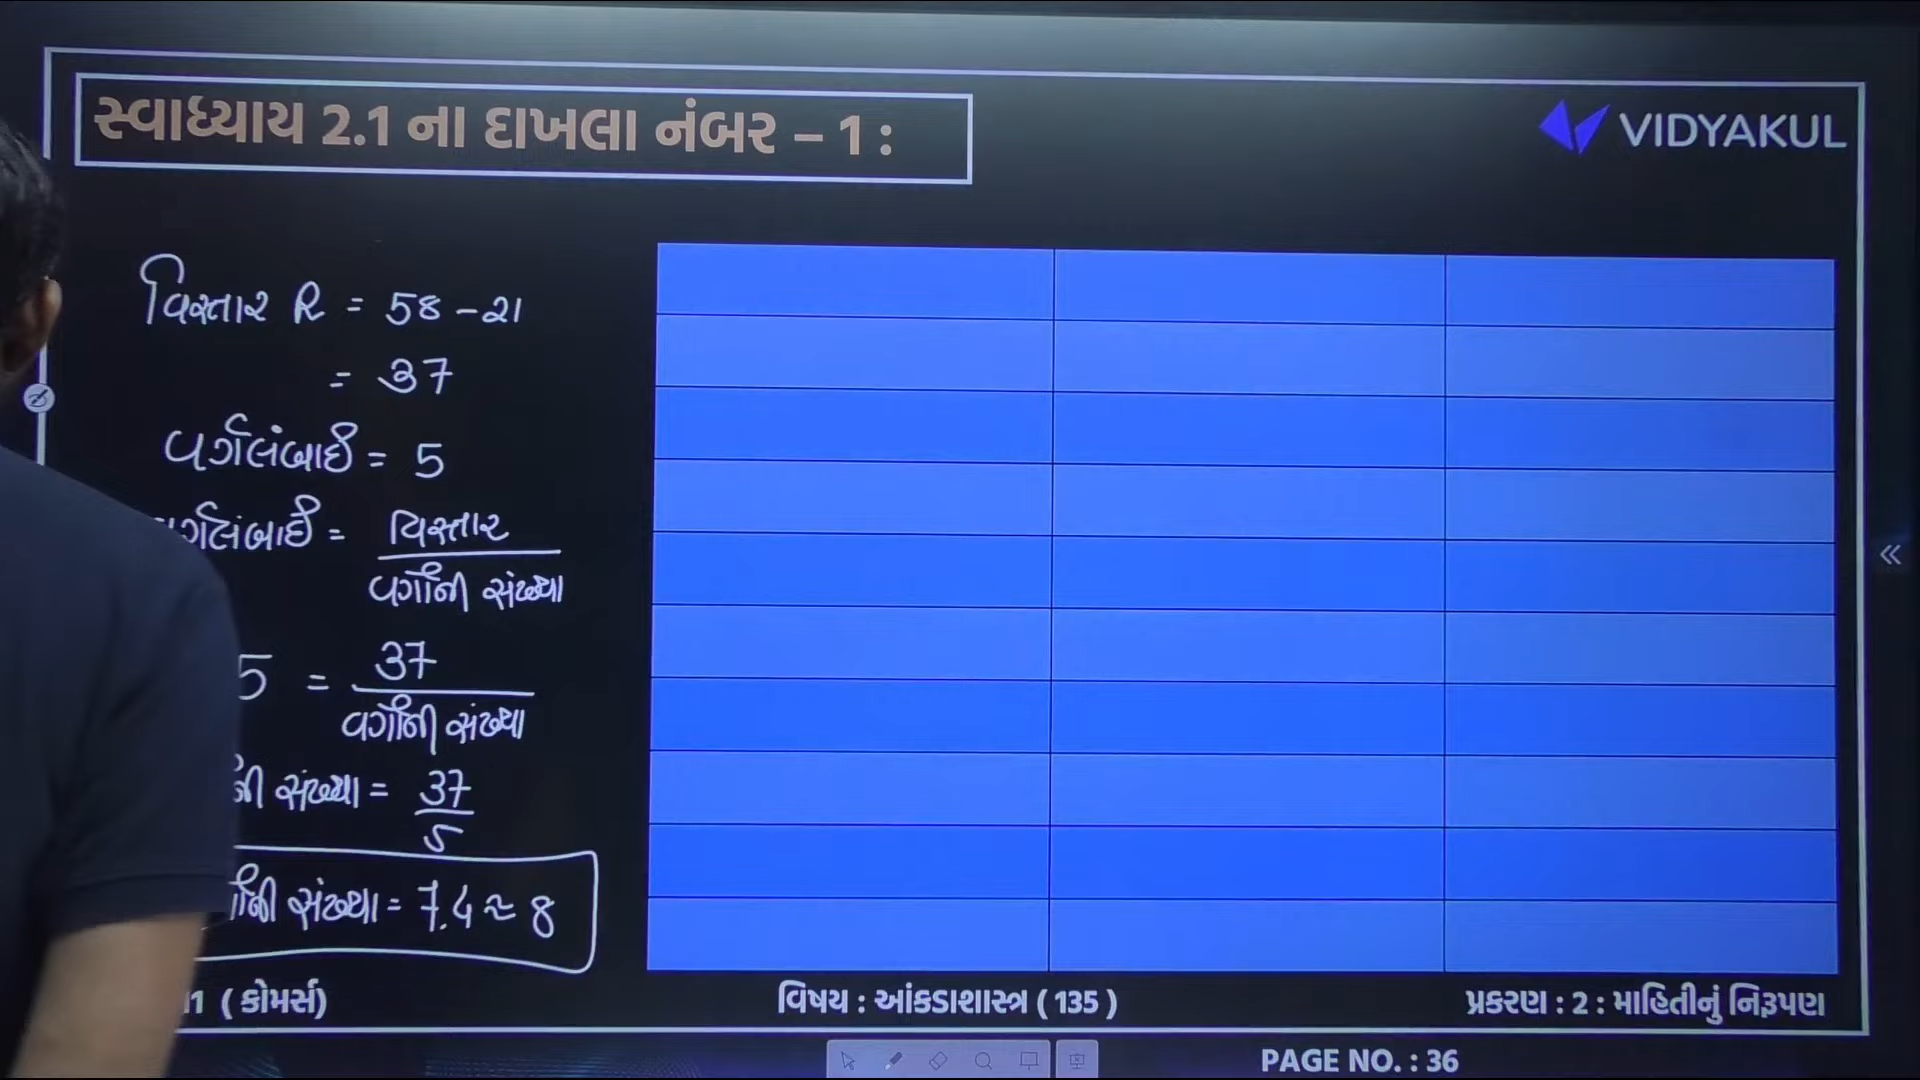 સ્વાધ્યાય 2.1 ના દાખલા નંબર – 1 :
VIDYAKUL
વિસ્તાર R = 58 - 21
= 37
વર્ગલંબાઈ = 5
ર્ગલંબાઈ = વિસ્તાર / વર્ગોની સંખ્યા
5 = 37 / વર્ગોની સંખ્યા
ની સંખ્યા = 37 / 5
ર્ગોની સંખ્યા = 7.4 ≈ 8
11 ( કોમર્સ)
વિષય : આંકડાશાસ્ત્ર ( 135 )
પ્રકરણ : 2 : માહિતીનું નિરૂપણ
PAGE NO. : 36